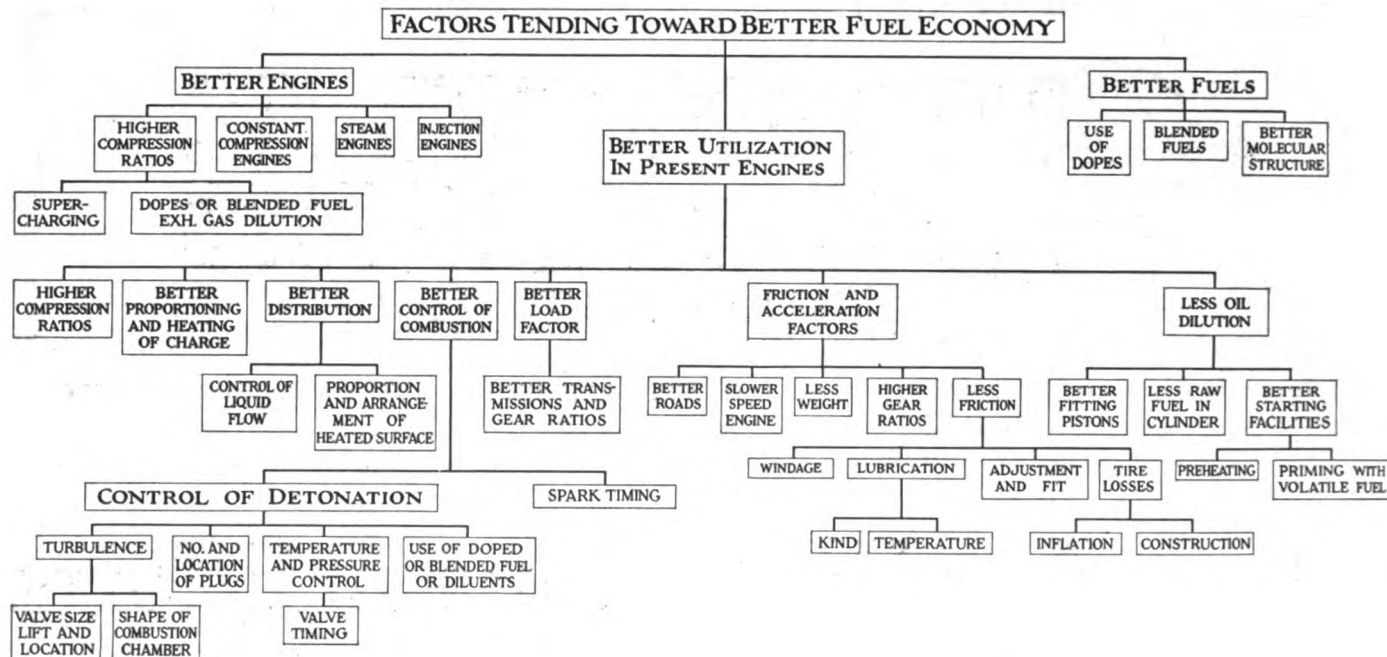 FACTORS TENDING TOWARD BETTER FUEL ECONOMY
BETTER ENGINES
BETTER FUELS
HIGHER
COMPRESSION
RATIOS
CONSTANT
COMPRESSION
ENGINES
STEAM
ENGINES
INJECTION
ENGINES
BETTER UTILIZATION
IN PRESENT ENGINES
USE
OF
DOPES
BLENDED
FUELS
BETTER
MOLECULAR
STRUCTURE
SUPER-
CHARGING
DOPES OR BLENDED FUEL
EXH. GAS DILUTION
HIGHER
COMPRESSION
RATIOS
BETTER
PROPORTIONING
AND HEATING
OF CHARGE
BETTER
DISTRIBUTION
BETTER
CONTROL OF
COMBUSTION
BETTER
LOAD
FACTOR
FRICTION AND
ACCELERATION
FACTORS
LESS OIL
DILUTION
CONTROL OF
LIQUID
FLOW
PROPORTION
AND ARRANGE-
MENT OF
HEATED SURFACE
BETTER TRANS-
MISSIONS AND
GEAR RATIOS
BETTER
ROADS
SLOWER
SPEED
ENGINE
LESS
WEIGHT
HIGHER
GEAR
RATIOS
LESS
FRICTION
BETTER
FITTING
PISTONS
LESS RAW
FUEL IN
CYLINDER
BETTER
STARTING
FACILITIES
WINDAGE
LUBRICATION
ADJUSTMENT
AND FIT
TIRE
LOSSES
PREHEATING
PRIMING WITH
VOLATILE FUEL
CONTROL OF DETONATION
SPARK TIMING
KIND
TEMPERATURE
INFLATION
CONSTRUCTION
TURBULENCE
NO. AND
LOCATION
OF PLUGS
TEMPERATURE
AND PRESSURE
CONTROL
USE OF DOPED
OR BLENDED FUEL
OR DILUENTS
VALVE SIZE
LIFT AND
LOCATION
SHAPE OF
COMBUSTION
CHAMBER
VALVE
TIMING